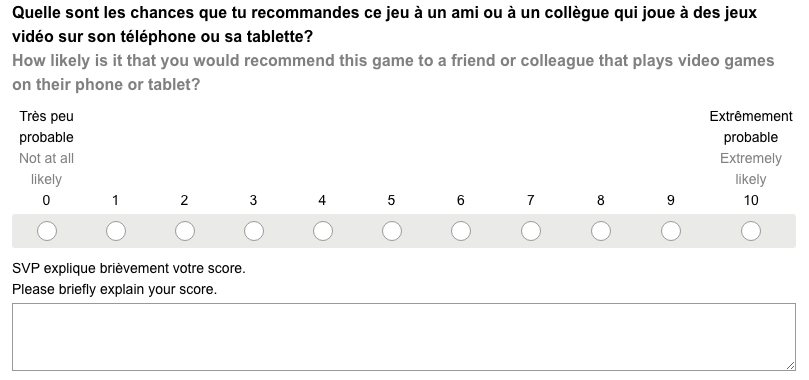 Quelle sont les chances que tu recommandes ce jeu à un ami ou à un collègue qui joue à des jeux
vidéo sur son téléphone ou sa tablette?
How likely is it that you would recommend this game to a friend or colleague that plays video games
on their phone or tablet?
Très peu
probable
Not at all
likely
Extrêmement
probable
Extremely
likely
0 1 2 3 4 5 6 7 8 9 10
SVP explique brièvement votre score.
Please briefly explain your score.